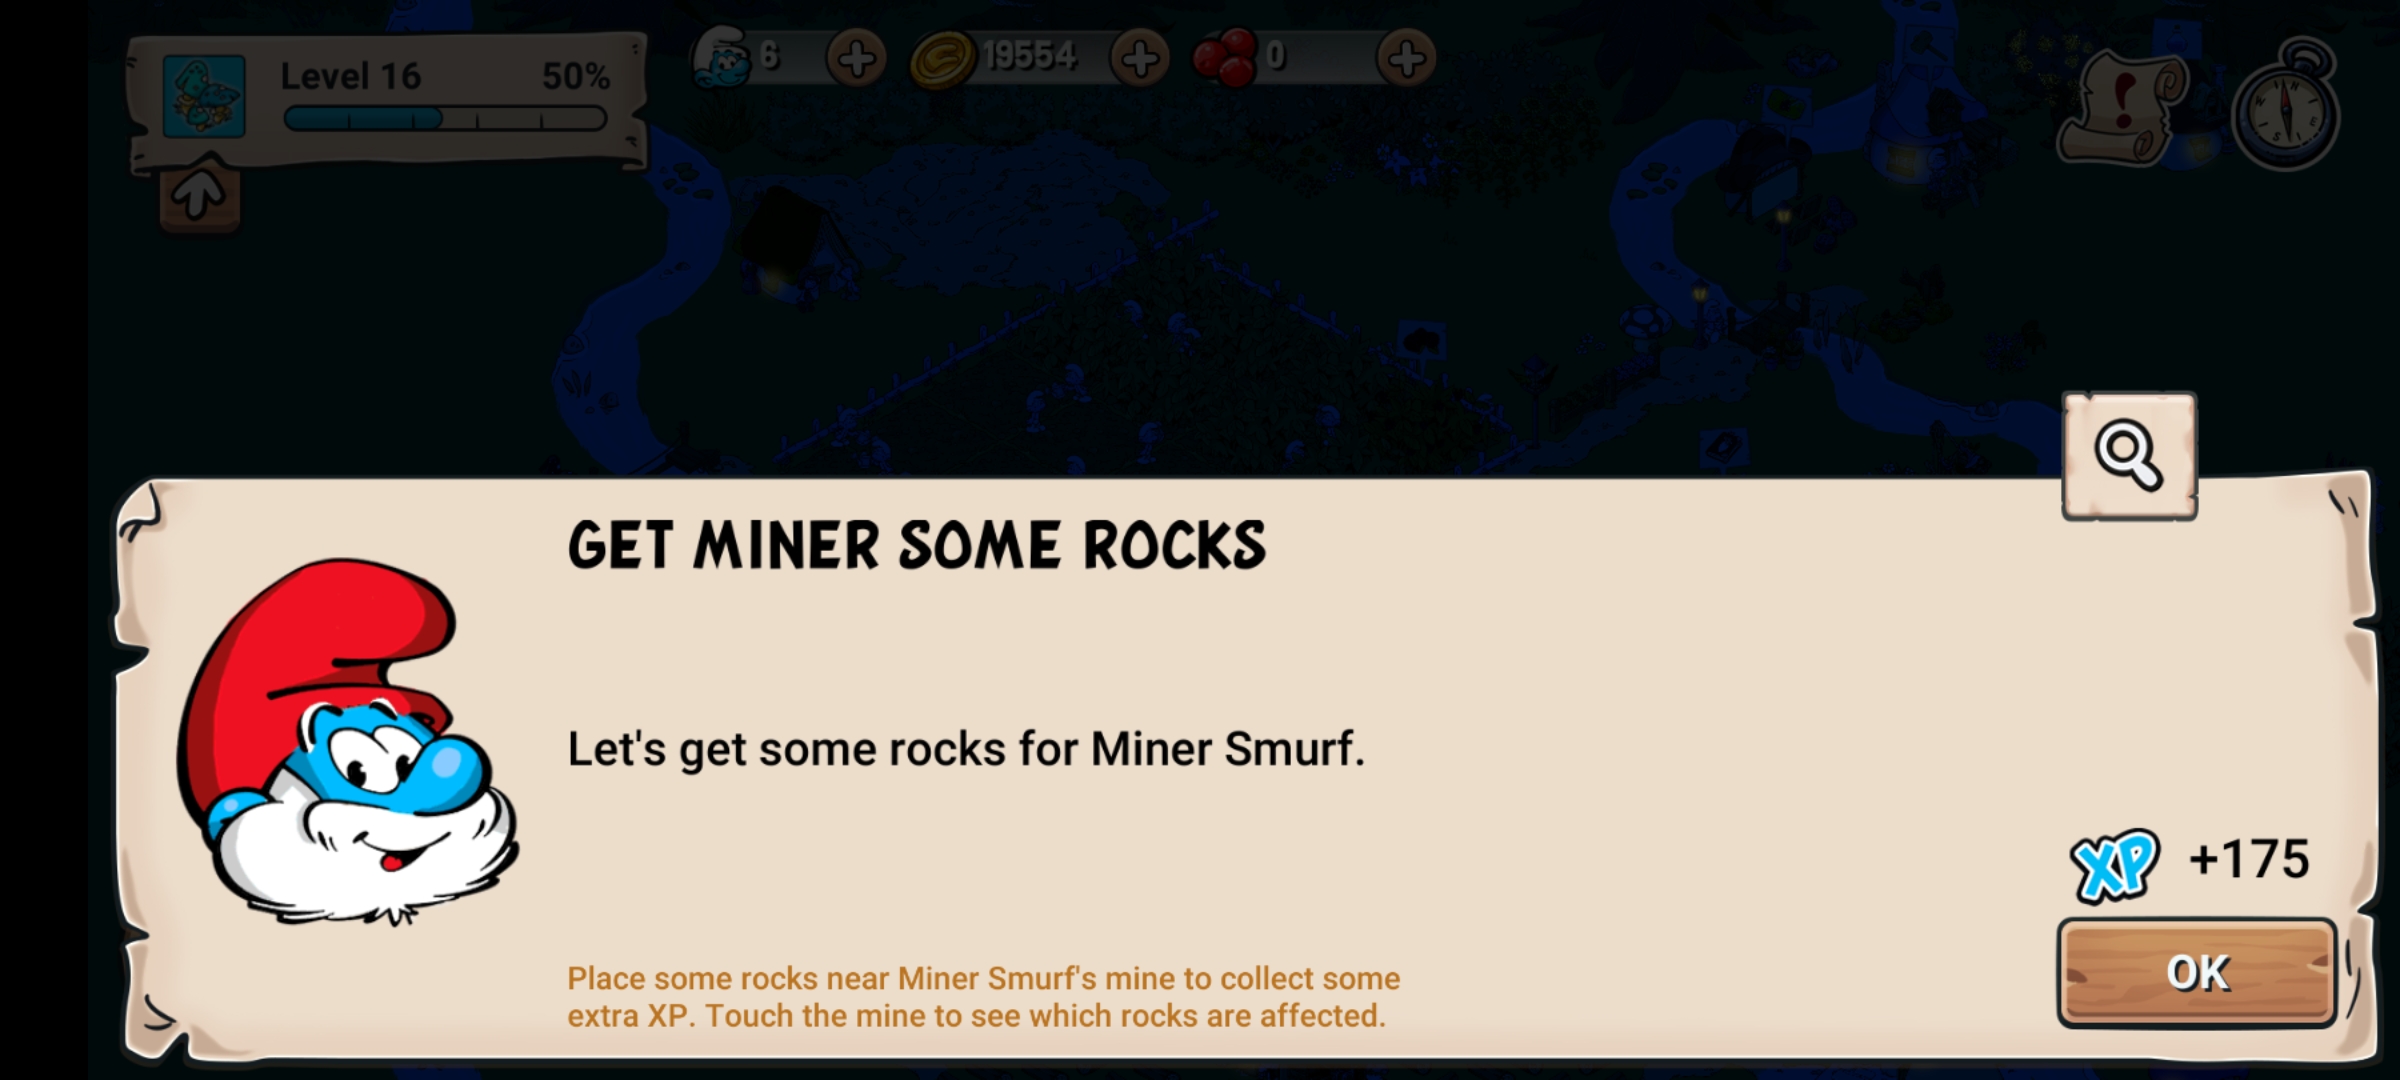 Level 16 50%
6
19554
0
GET MINER SOME ROCKS
Let's get some rocks for Miner Smurf.
XP +175
Place some rocks near Miner Smurf's mine to collect some
extra XP. Touch the mine to see which rocks are affected.
OK